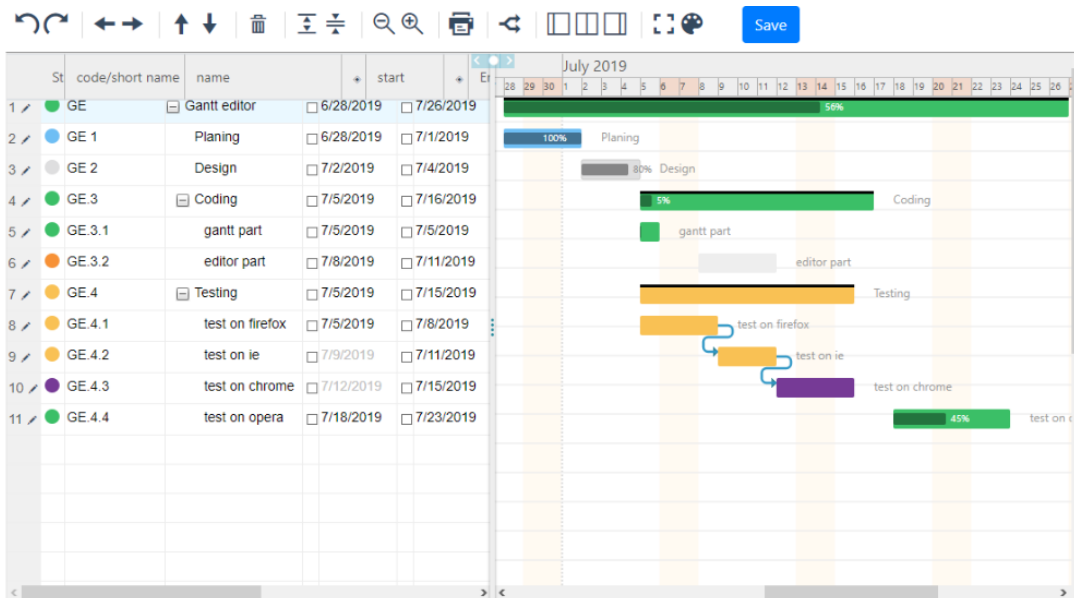 Save
July 2019
St code/short name name start En
28 29 30 1 2 3 4 5 6 7 8 9 10 11 12 13 14 15 16 17 18 19 20 21 22 23 24 25 26
1 GE Gantt editor 6/28/2019 7/26/2019 56%
2 GE 1 Planing 6/28/2019 7/1/2019 100% Planing
3 GE 2 Design 7/2/2019 7/4/2019 80% Design
4 GE.3 Coding 7/5/2019 7/16/2019 5% Coding
5 GE.3.1 gantt part 7/5/2019 7/5/2019 gantt part
6 GE.3.2 editor part 7/8/2019 7/11/2019 editor part
7 GE.4 Testing 7/5/2019 7/15/2019 Testing
8 GE.4.1 test on firefox 7/5/2019 7/8/2019 test on firefox
9 GE.4.2 test on ie 7/9/2019 7/11/2019 test on ie
10 GE.4.3 test on chrome 7/12/2019 7/15/2019 test on chrome
11 GE.4.4 test on opera 7/18/2019 7/23/2019 45% test on